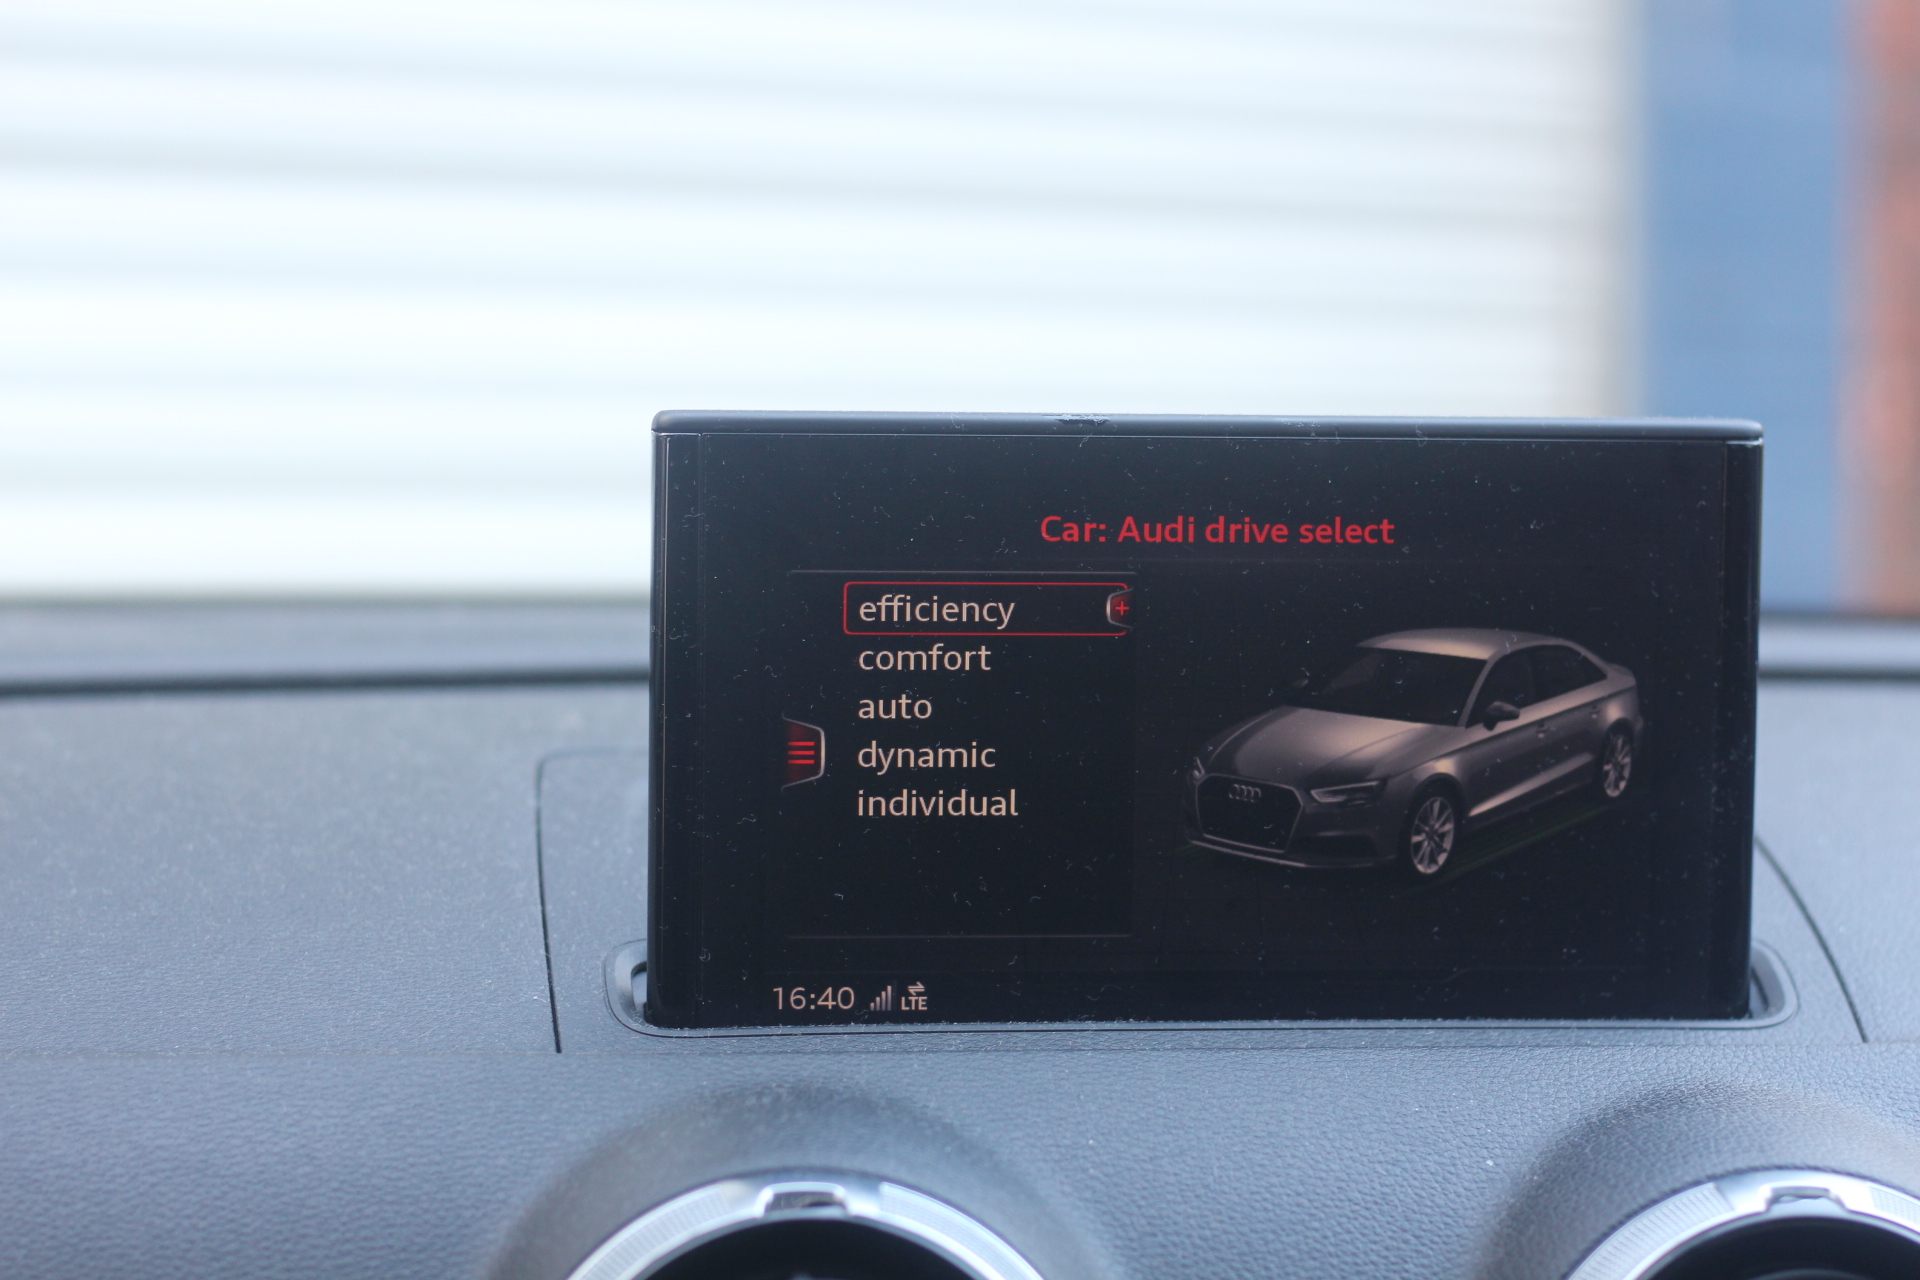 Car: Audi drive select
efficiency
comfort
auto
dynamic
individual
16:40 LTE